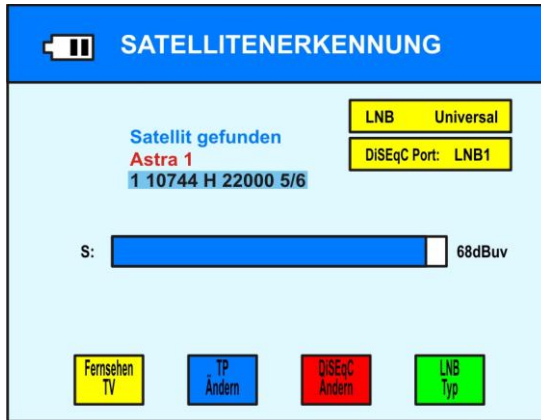 SATELLITENERKENNUNG
LNB Universal
DiSEqC Port: LNB1
Satellit gefunden
Astra 1
1 10744 H 22000 5/6
S: 68dBuv
Fernsehen
TV
TP
Ändern
DiSEqC
Ändern
LNB
Typ